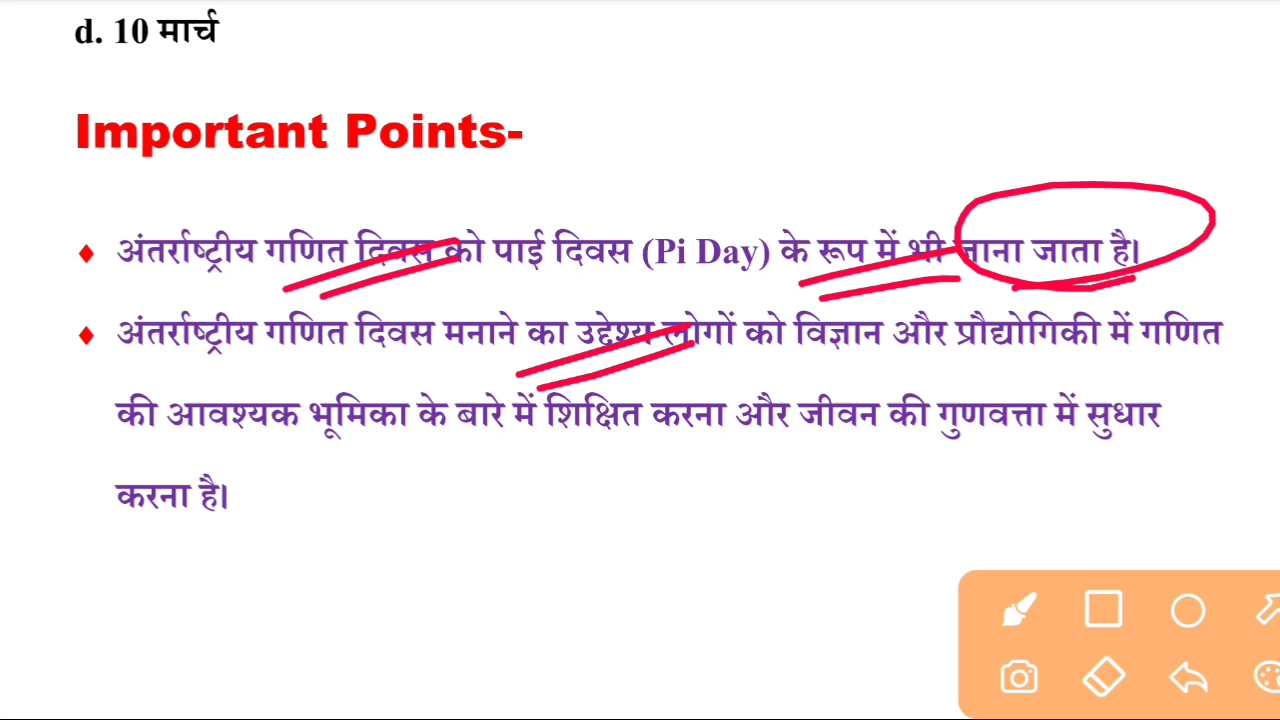 d. 10 मार्च
Important Points-
♦ अंतर्राष्ट्रीय गणित दिवस को पाई दिवस (Pi Day) के रूप में भी जाना जाता है।
♦ अंतर्राष्ट्रीय गणित दिवस मनाने का उद्देश्य लोगों को विज्ञान और प्रौद्योगिकी में गणित
की आवश्यक भूमिका के बारे में शिक्षित करना और जीवन की गुणवत्ता में सुधार
करना है।